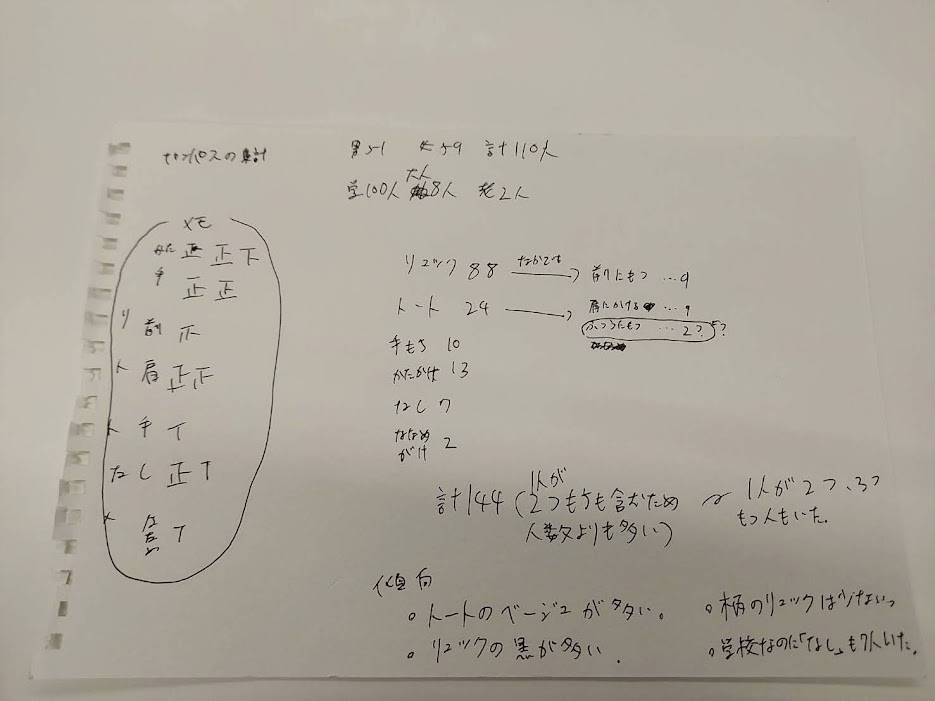 キャンパスの集計
男51 女59 計110人
学100人 大人8人 老2人
メモ
かた 正正下
手 正正
リ 前 正
ト 肩 正正
ト 手 T
なし 正T
ななめ T
リュック 88 なかでも → 前にもつ …9
トート 24 → 肩にかける …9
ふつうにもつ …2?
手もち 10
かたかけ 13
なし 7
ななめがけ 2
計144(1人が2つもちも含むため
人数よりも多い)
〜1人が2つ、3つ
もつ人もいた。
傾向
。トートのベージュが多い。
。リュックの黒が多い.
。柄のリュックは少ない。
。学校なのに「なし」も7人いた。